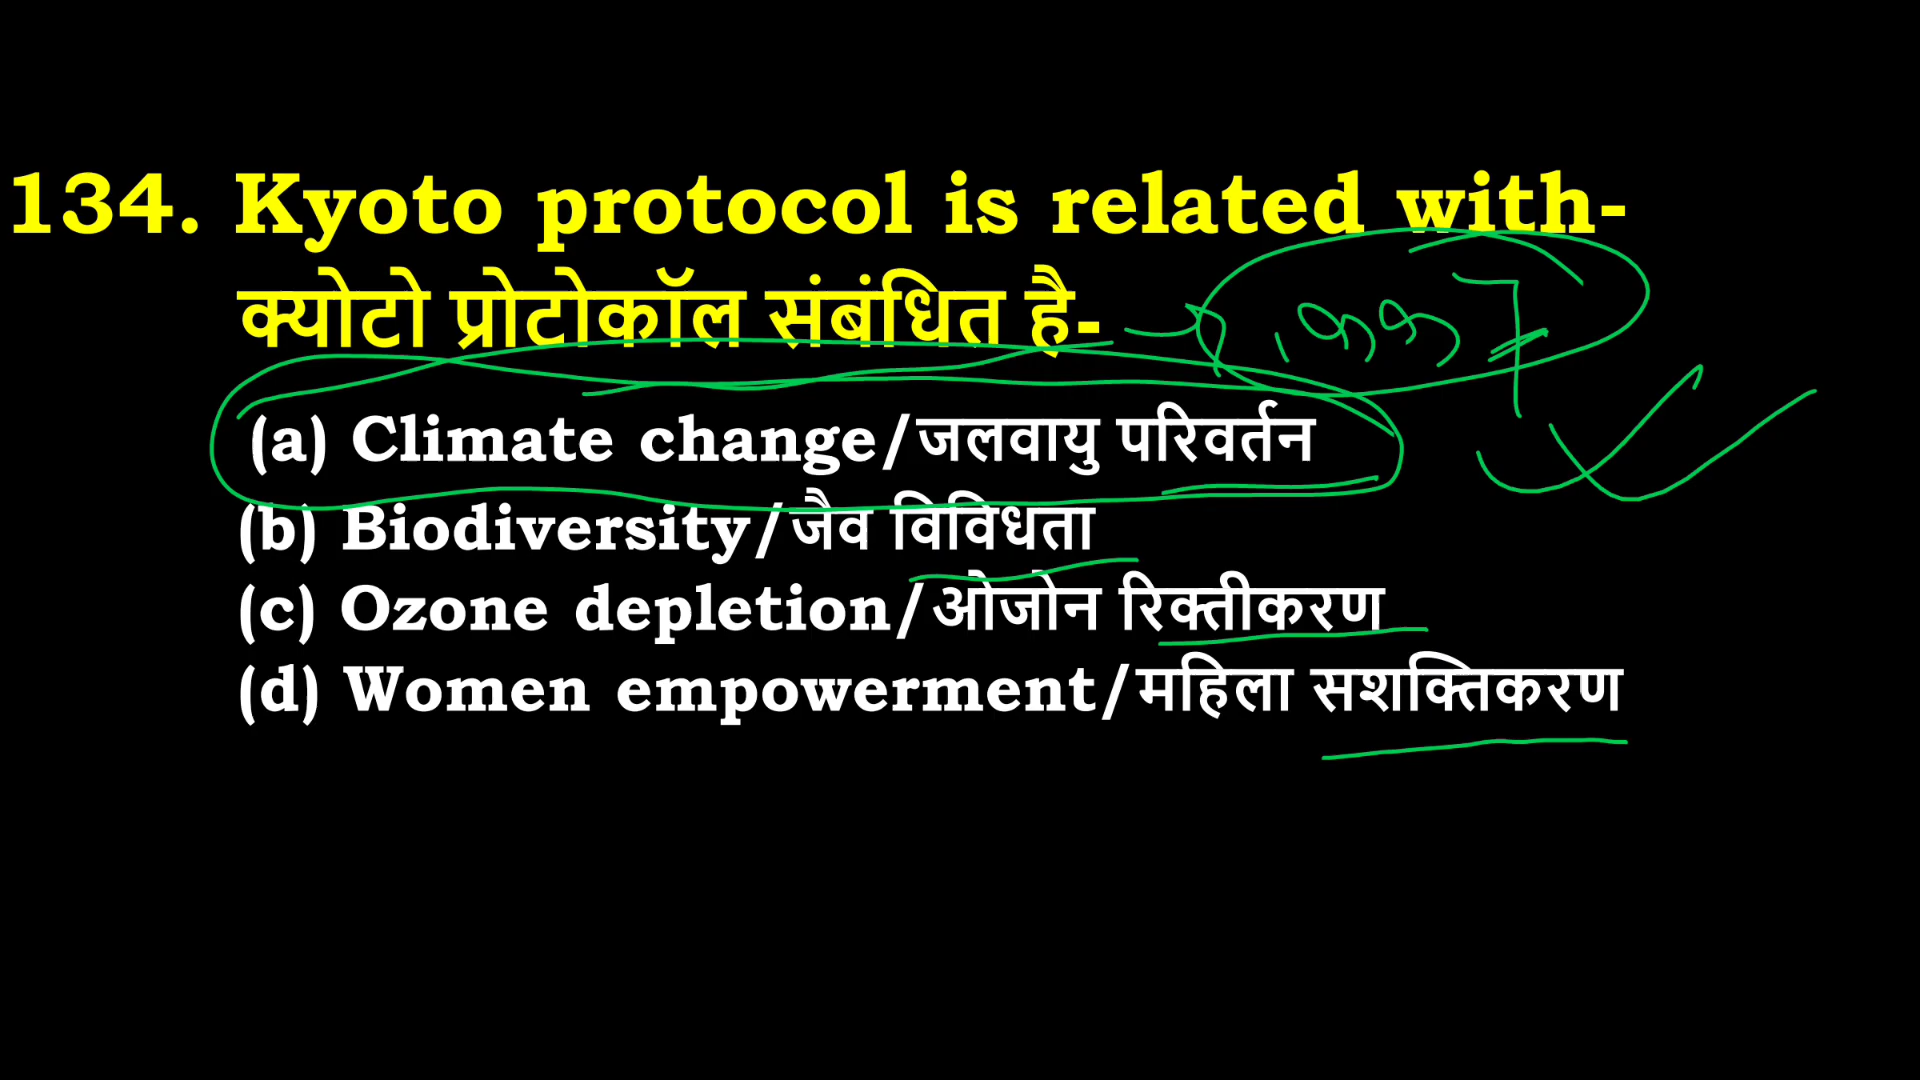 134. Kyoto protocol is related with-
क्योटो प्रोटोकॉल संबंधित है-
1997
(a) Climate change/जलवायु परिवर्तन
(b) Biodiversity/जैव विविधता
(c) Ozone depletion/ओजोन रिक्तीकरण
(d) Women empowerment/महिला सशक्तिकरण